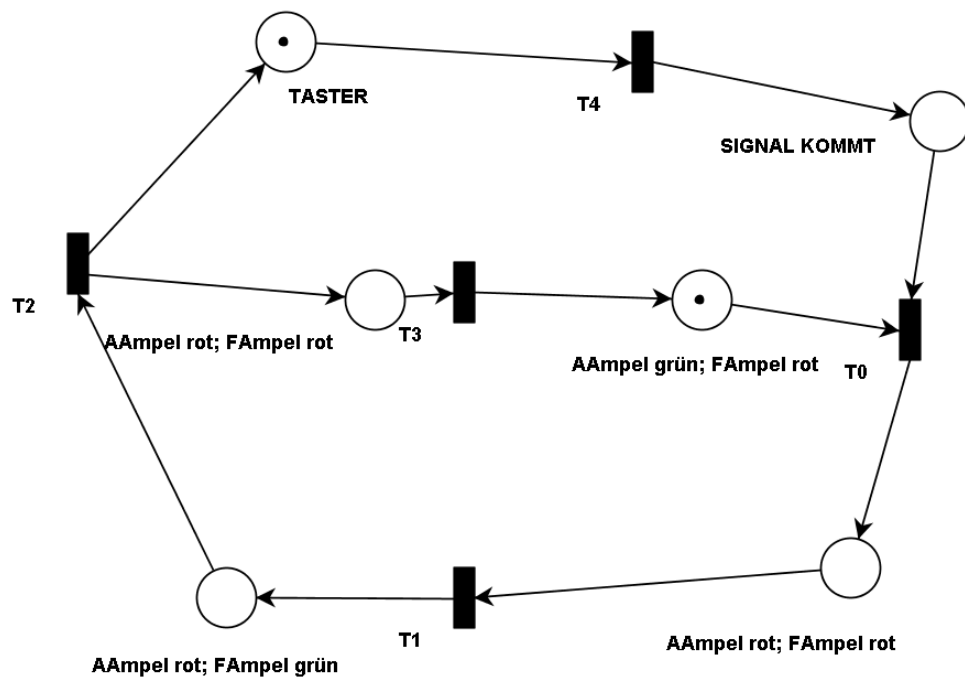 TASTER
T4
SIGNAL KOMMT
T2
AAmpel rot; FAmpel rot
T3
AAmpel grün; FAmpel rot
T0
AAmpel rot; FAmpel grün
T1
AAmpel rot; FAmpel rot